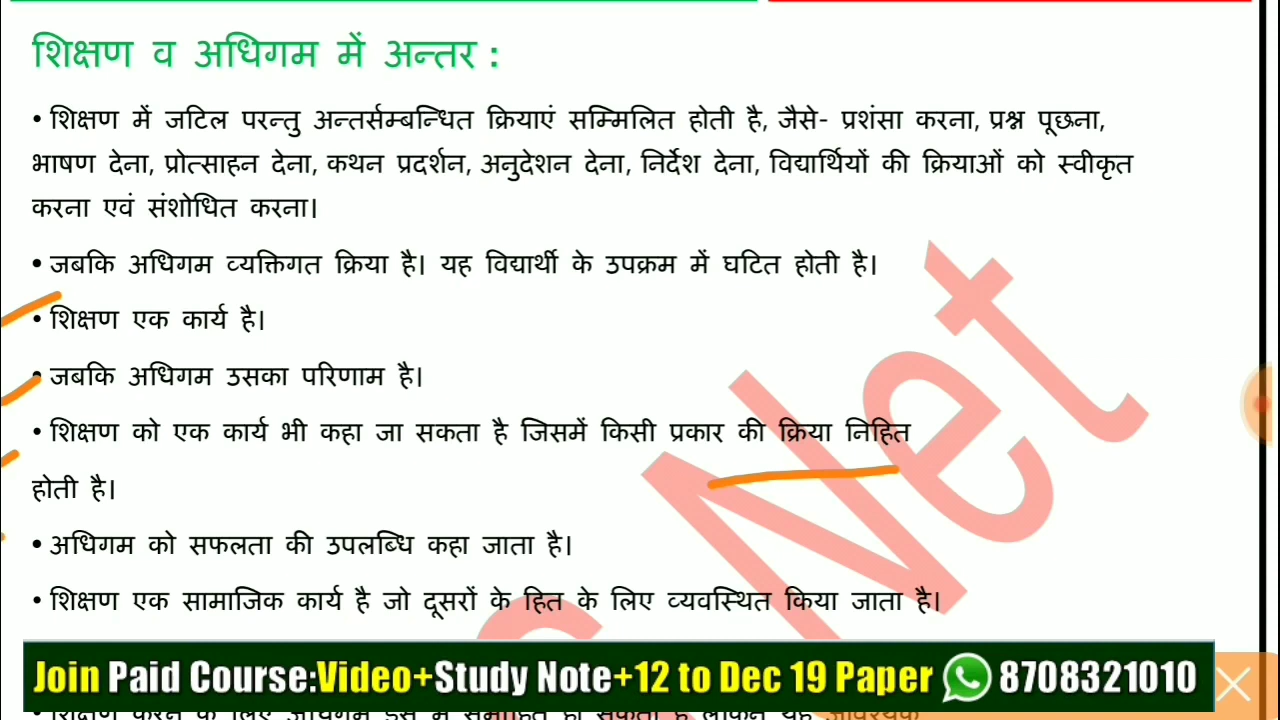 शिक्षण व अधिगम में अन्तर :
• शिक्षण में जटिल परन्तु अन्तर्सम्बन्धित क्रियाएं सम्मिलित होती है, जैसे- प्रशंसा करना, प्रश्न पूछना,
भाषण देना, प्रोत्साहन देना, कथन प्रदर्शन, अनुदेशन देना, निर्देश देना, विद्यार्थियों की क्रियाओं को स्वीकृत
करना एवं संशोधित करना।
• जबकि अधिगम व्यक्तिगत क्रिया है। यह विद्यार्थी के उपक्रम में घटित होती है।
• शिक्षण एक कार्य है।
• जबकि अधिगम उसका परिणाम है।
• शिक्षण को एक कार्य भी कहा जा सकता है जिसमें किसी प्रकार की क्रिया निहित
होती है।
• अधिगम को सफलता की उपलब्धि कहा जाता है।
• शिक्षण एक सामाजिक कार्य है जो दूसरों के हित के लिए व्यवस्थित किया जाता है।
Net
Join Paid Course:Video+Study Note+12 to Dec 19 Paper 8708321010